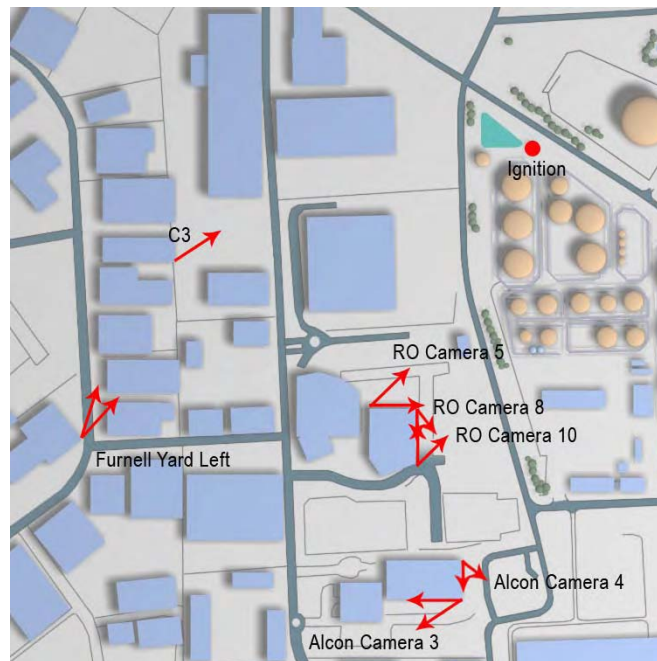 Ignition
C3
RO Camera 5
RO Camera 8
RO Camera 10
Furnell Yard Left
Alcon Camera 4
Alcon Camera 3